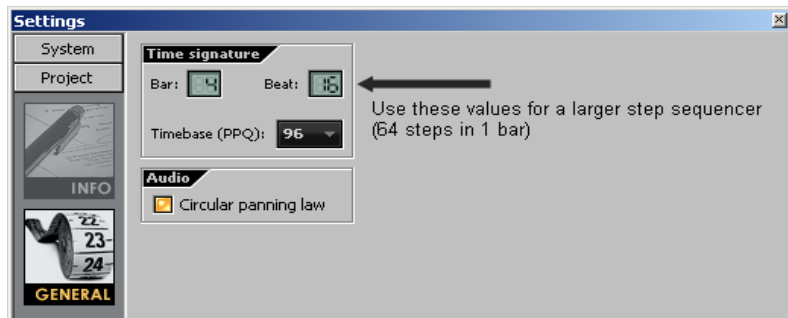 Settings
System
Project
INFO
22
23
24
GENERAL
Time signature
Bar: 4 Beat: 16
Timebase (PPQ): 96
Audio
Circular panning law
Use these values for a larger step sequencer
(64 steps in 1 bar)